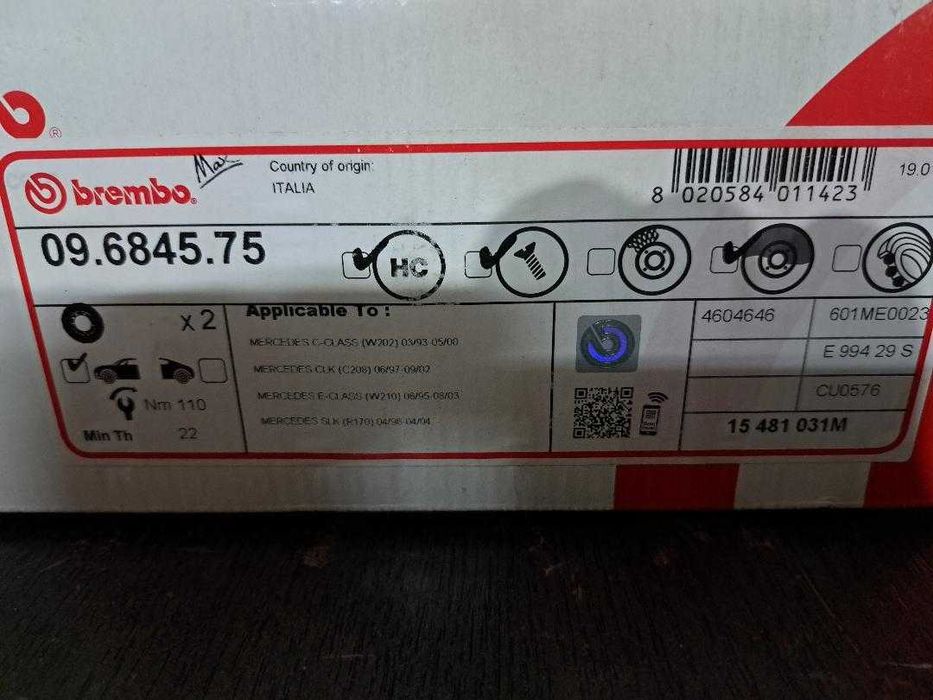 ®
brembo®
Max
Country of origin:
ITALIA
8 020584 011423
19.0
09.6845.75
HC
x 2
Nm 110
Min Th 22
Applicable To :
MERCEDES C-CLASS (W202) 03/93-05/00
MERCEDES CLK (C208) 06/97-09/02
MERCEDES E-CLASS (W210) 06/95-08/03
MERCEDES SLK (R170) 04/96-04/04
4604646
601ME0023
E 994 29 S
CU0576
15 481 031M